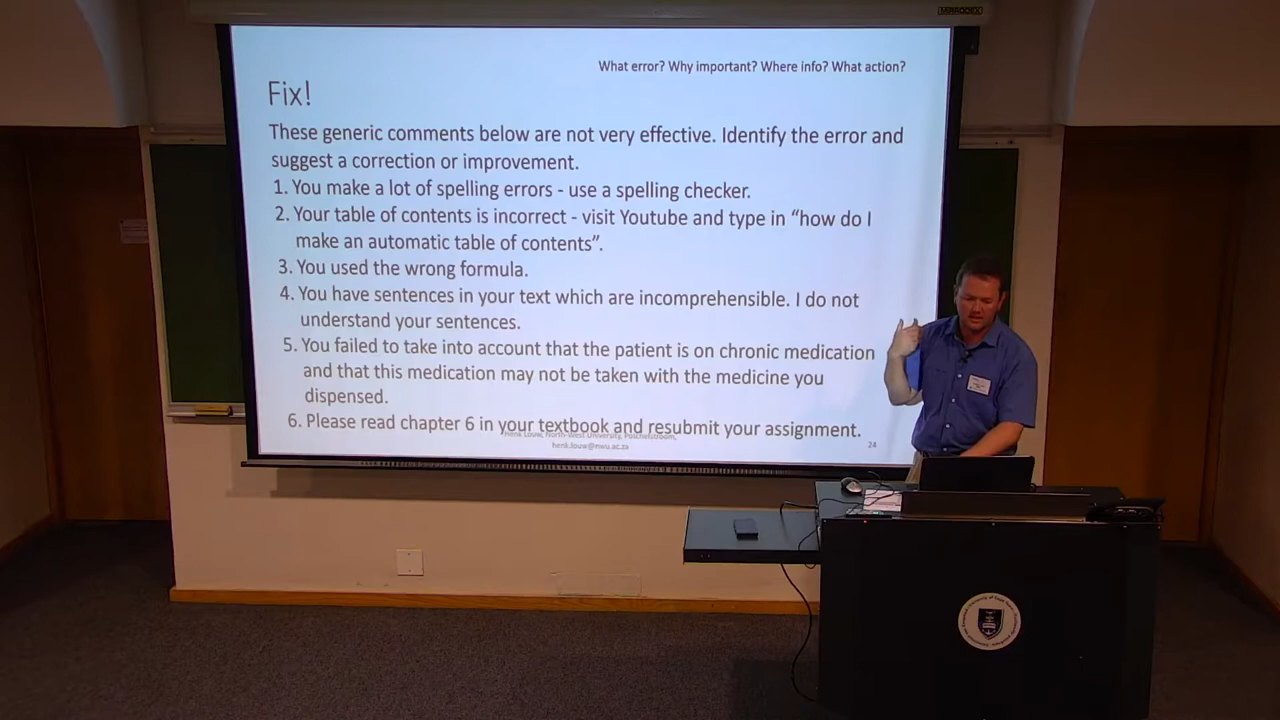 What error? Why important? Where info? What action?
Fix!
These generic comments below are not very effective. Identify the error and
suggest a correction or improvement.
1. You make a lot of spelling errors - use a spelling checker.
2. Your table of contents is incorrect - visit Youtube and type in “how do I
make an automatic table of contents”.
3. You used the wrong formula.
4. You have sentences in your text which are incomprehensible. I do not
understand your sentences.
5. You failed to take into account that the patient is on chronic medication
and that this medication may not be taken with the medicine you
dispensed.
6. Please read chapter 6 in your textbook and resubmit your assignment.
Henk Louw, North-West University, Potchefstroom,
henk.louw@nwu.ac.za
24